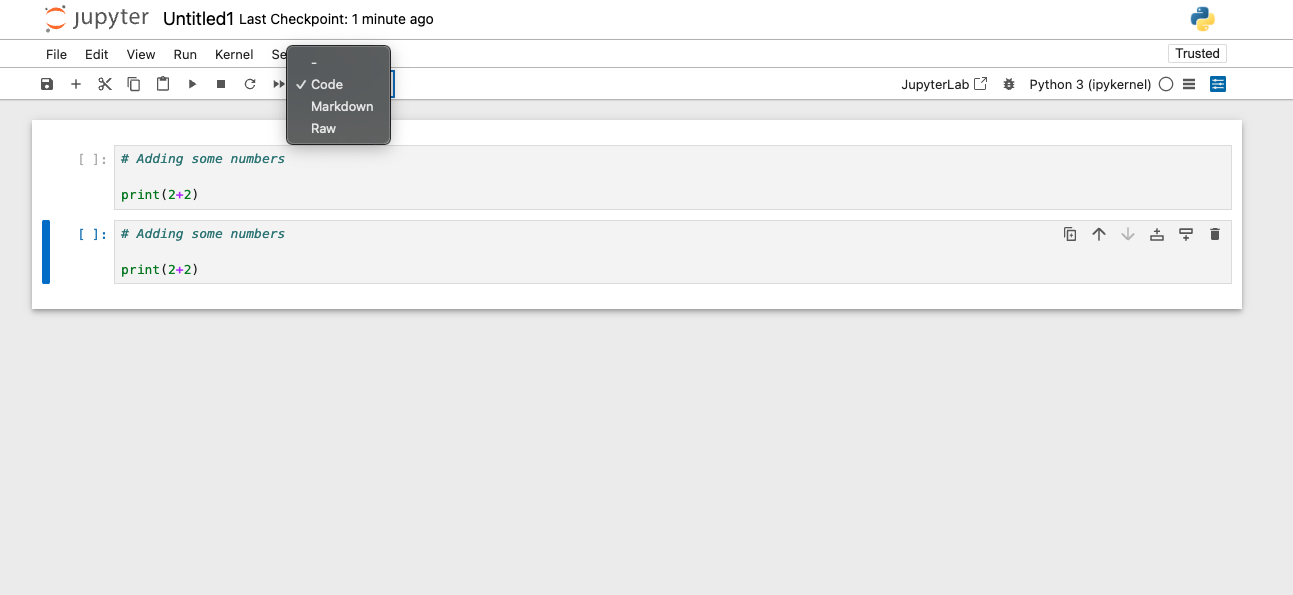 jupyter Untitled1 Last Checkpoint: 1 minute ago
File Edit View Run Kernel Se Trusted
-
JupyterLab Python 3 (ipykernel)
✓ Code
Markdown
Raw
[ ]: # Adding some numbers
print(2+2)
[ ]: # Adding some numbers
print(2+2)